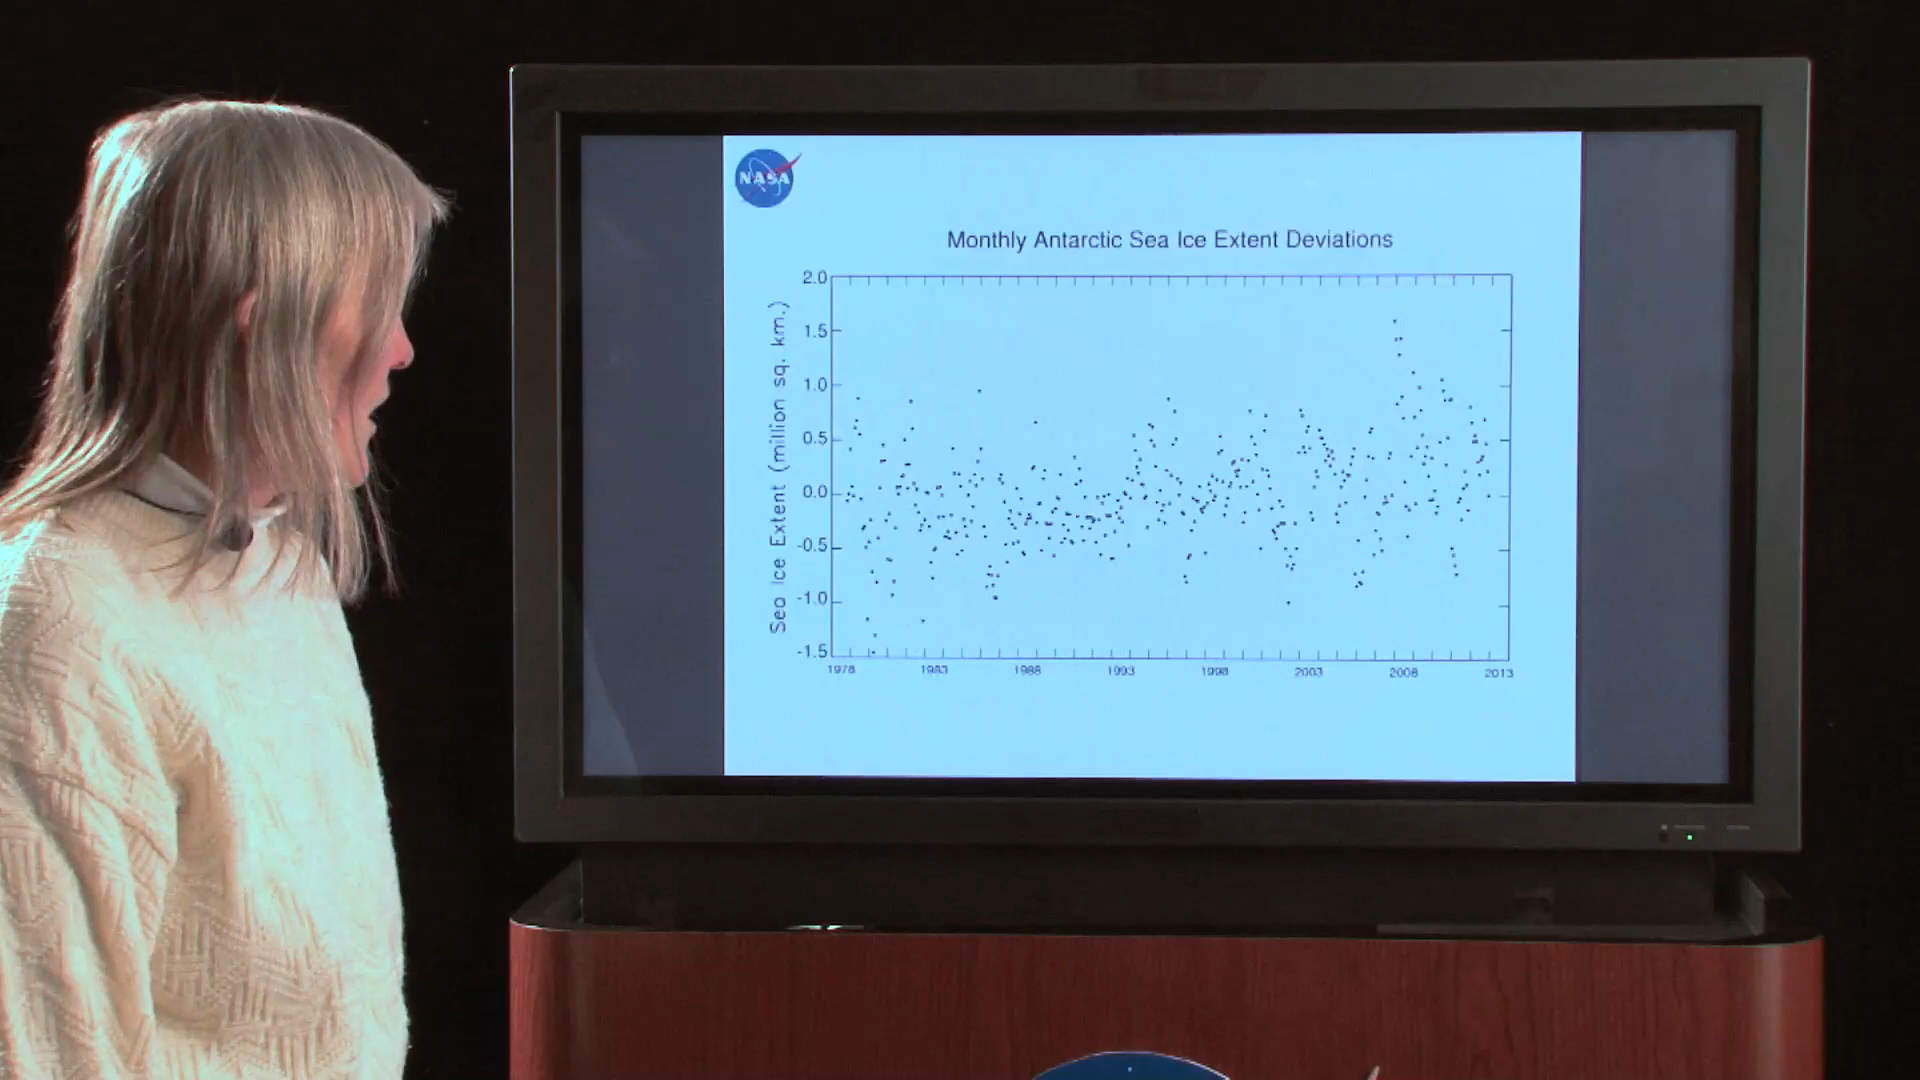 NASA
Monthly Antarctic Sea Ice Extent Deviations
Sea Ice Extent (million sq. km.)
2.0
1.5
1.0
0.5
0.0
-0.5
-1.0
-1.5
1978 1983 1988 1993 1998 2003 2008 2013